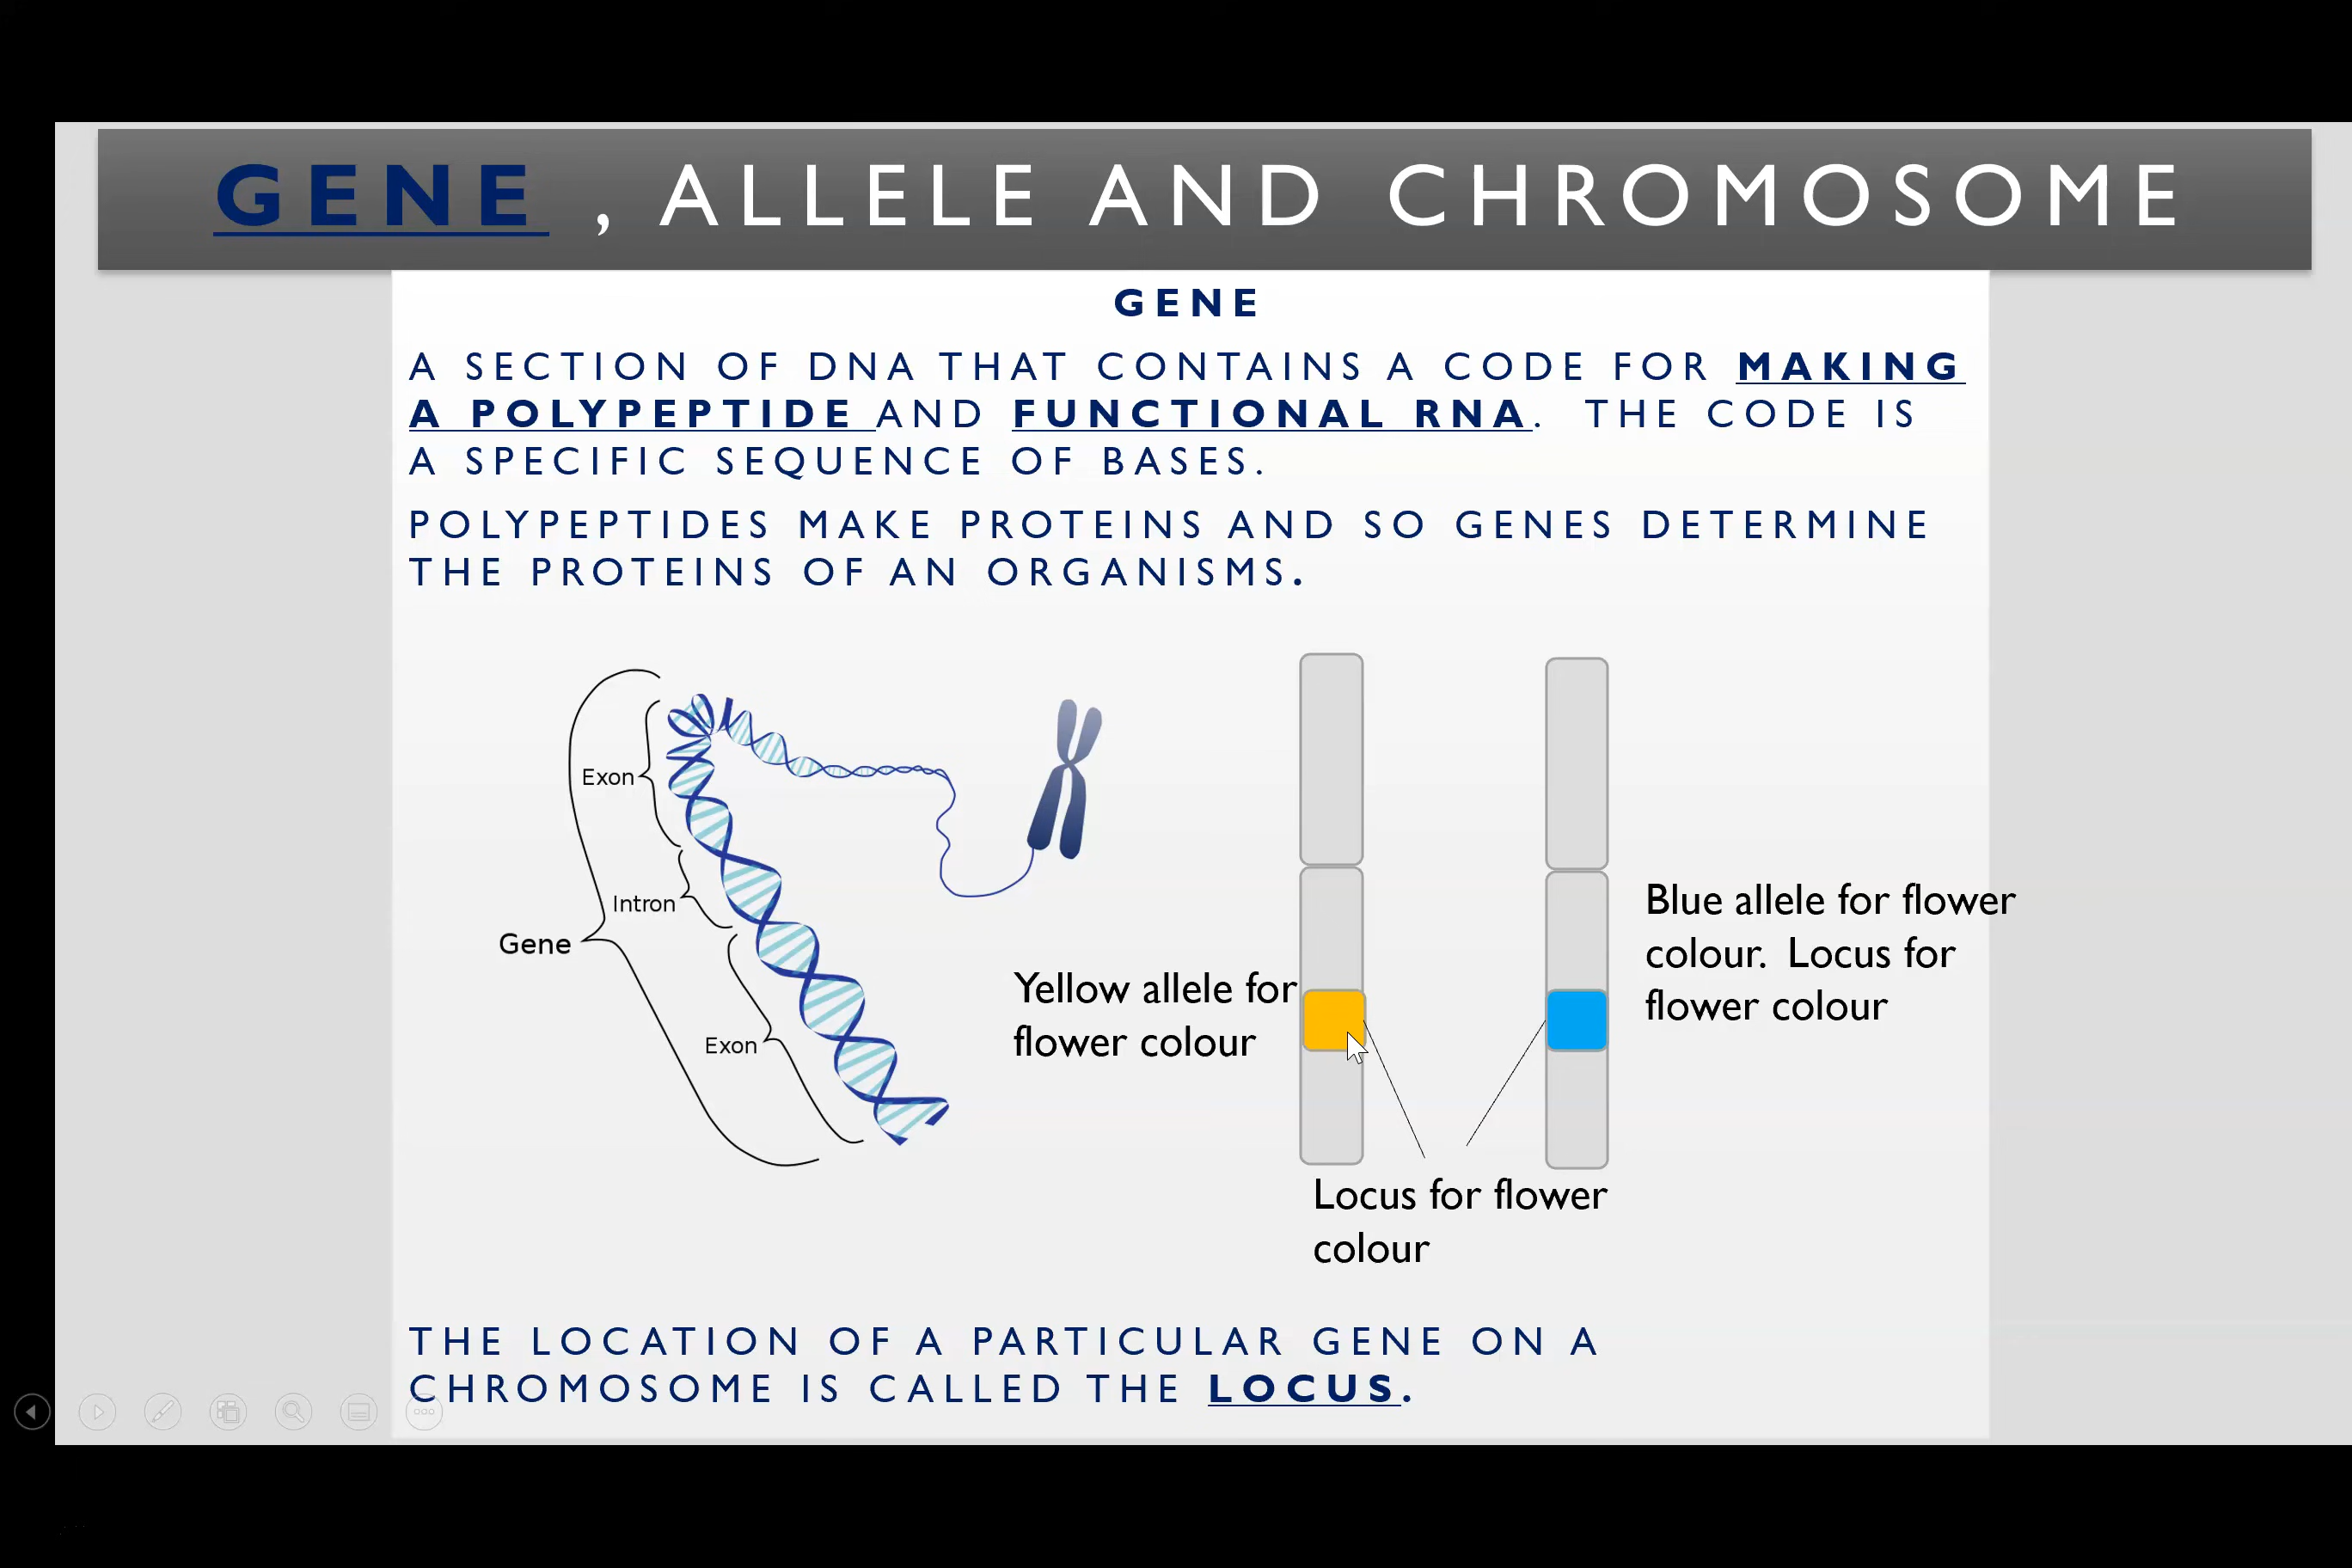 GENE , ALLELE AND CHROMOSOME
GENE
A SECTION OF DNA THAT CONTAINS A CODE FOR MAKING
A POLYPEPTIDE AND FUNCTIONAL RNA. THE CODE IS
A SPECIFIC SEQUENCE OF BASES.
POLYPEPTIDES MAKE PROTEINS AND SO GENES DETERMINE
THE PROTEINS OF AN ORGANISMS.
Exon
Intron
Gene
Exon
Yellow allele for
flower colour
Blue allele for flower
colour. Locus for
flower colour
Locus for flower
colour
THE LOCATION OF A PARTICULAR GENE ON A
CHROMOSOME IS CALLED THE LOCUS.